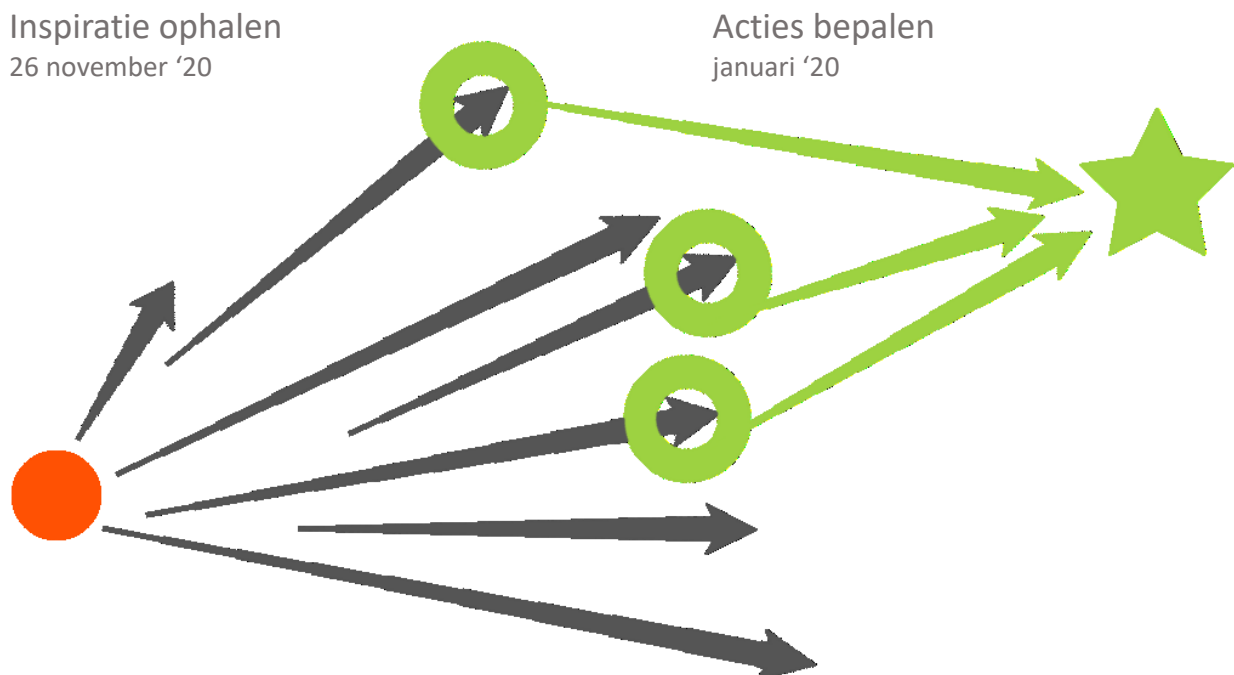 Inspiratie ophalen
26 november ‘20
Acties bepalen
januari ‘20